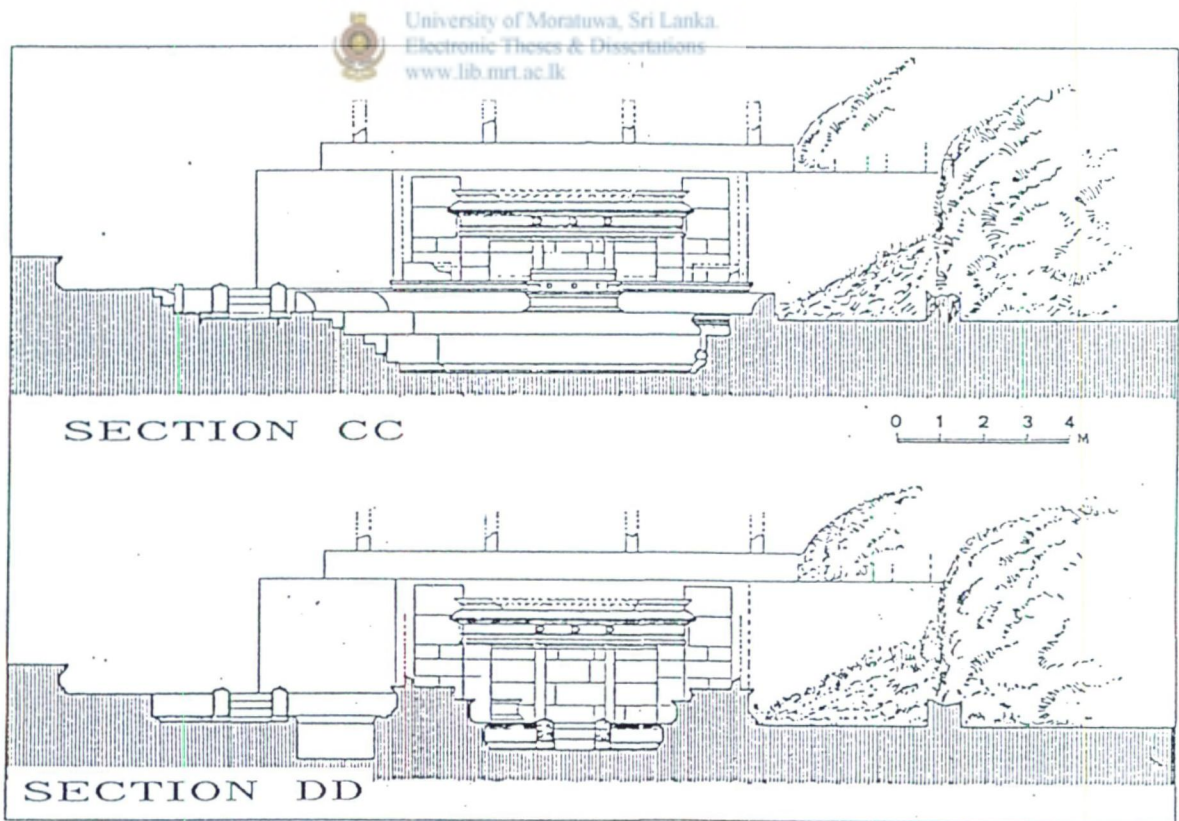 University of Moratuwa, Sri Lanka.
Electronic Theses & Dissertations
www.lib.mrt.ac.lk
SECTION CC
0 1 2 3 4 M
SECTION DD